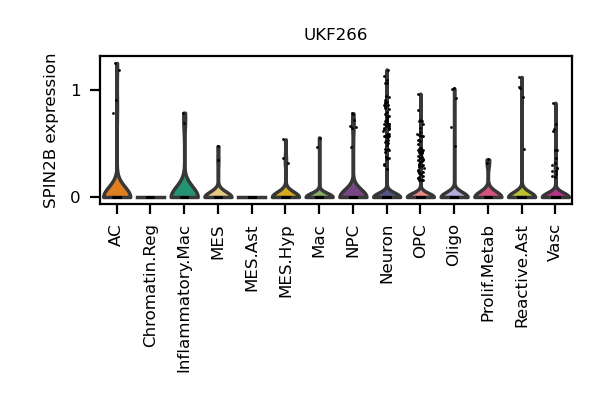 UKF266
SPIN2B expression
1
0
AC
Chromatin.Reg
Inflammatory.Mac
MES
MES.Ast
MES.Hyp
Mac
NPC
Neuron
OPC
Oligo
Prolif.Metab
Reactive.Ast
Vasc